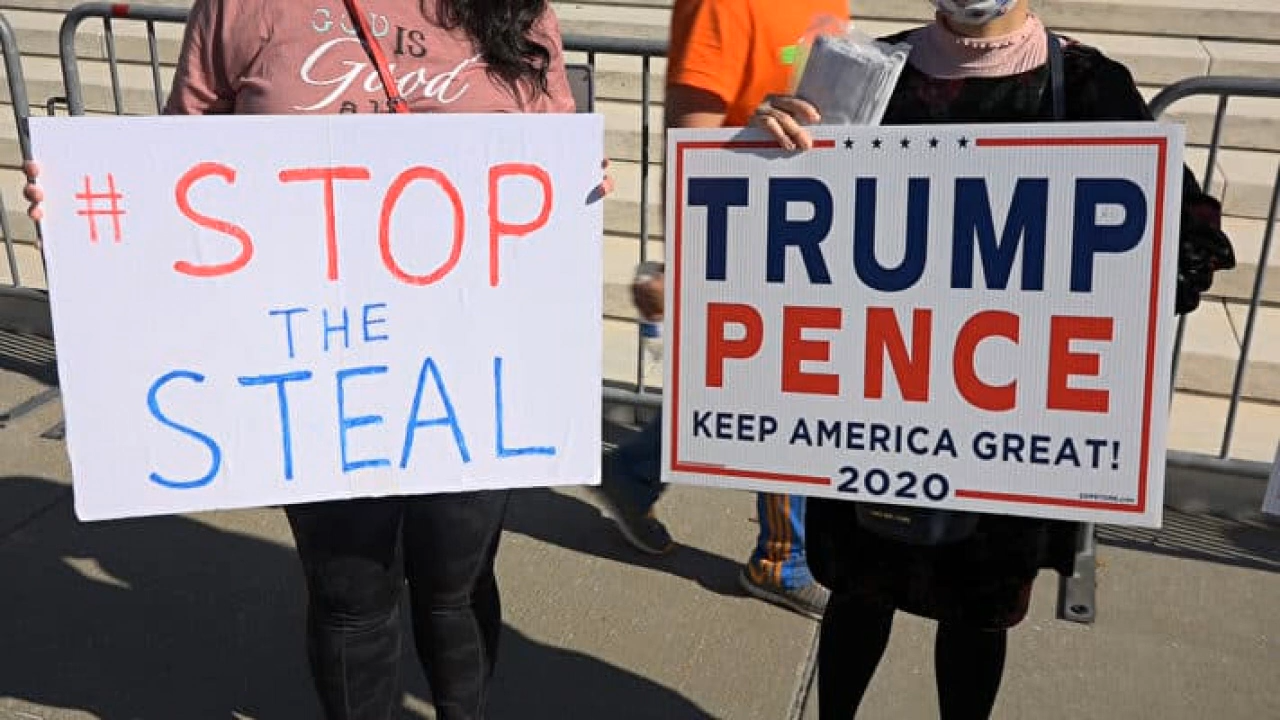 GOD
IS
Good
# STOP
THE
STEAL
TRUMP
PENCE
KEEP AMERICA GREAT!
2020